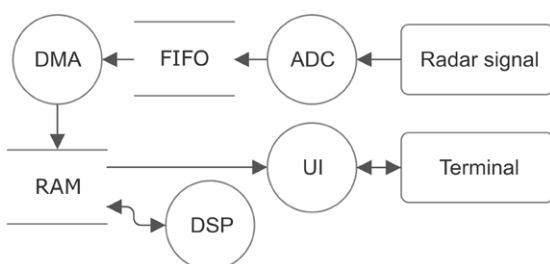 DMA
FIFO
ADC
Radar signal
RAM
UI
Terminal
DSP